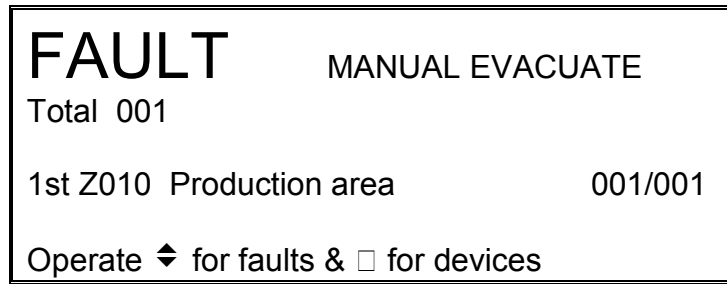 FAULT MANUAL EVACUATE
Total 001
1st Z010 Production area 001/001
Operate ◆ for faults & □ for devices